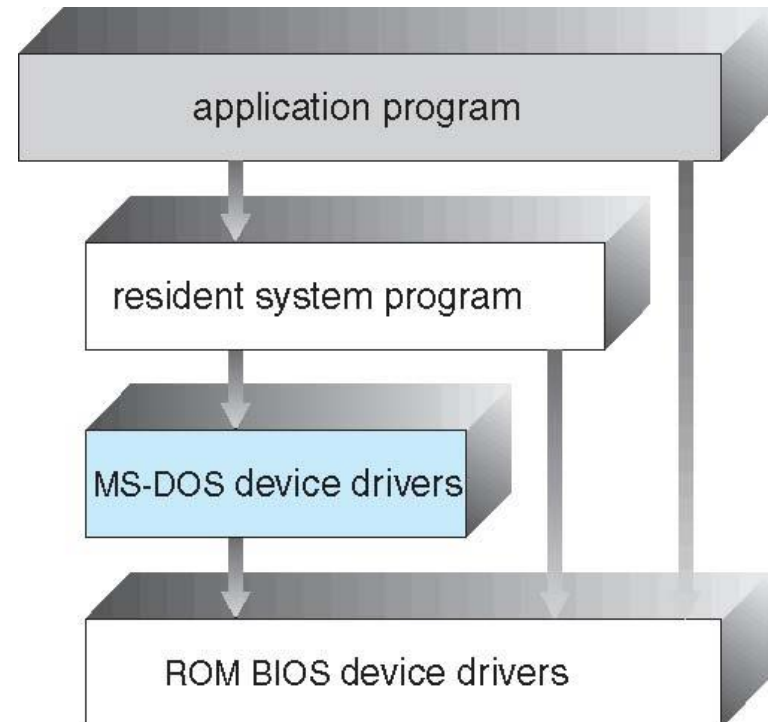 application program
resident system program
MS-DOS device drivers
ROM BIOS device drivers